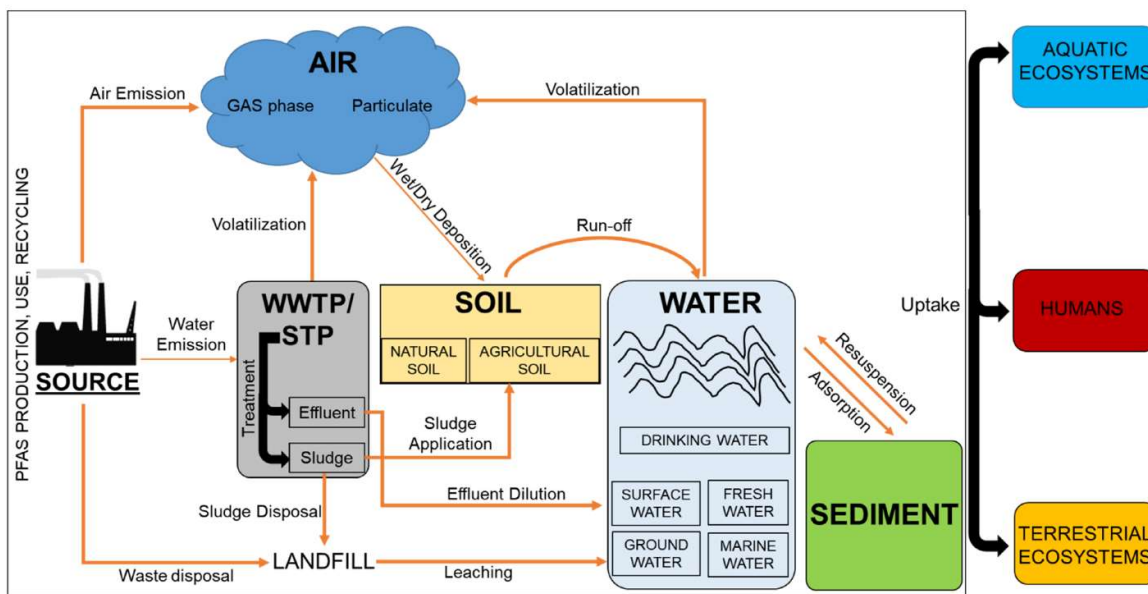 AIR
GAS phase
Particulate
Air Emission
Volatilization
Volatilization
Wet/Dry Deposition
Run-off
PFAS PRODUCTION, USE, RECYCLING
SOURCE
Water
Emission
WWTP/
STP
Treatment
Effluent
Sludge
SOIL
NATURAL
SOIL
AGRICULTURAL
SOIL
Sludge
Application
WATER
DRINKING WATER
SURFACE
WATER
FRESH
WATER
GROUND
WATER
MARINE
WATER
Effluent Dilution
Sludge Disposal
LANDFILL
Waste disposal
Leaching
Resuspension
Adsorption
SEDIMENT
Uptake
AQUATIC
ECOSYSTEMS
HUMANS
TERRESTRIAL
ECOSYSTEMS